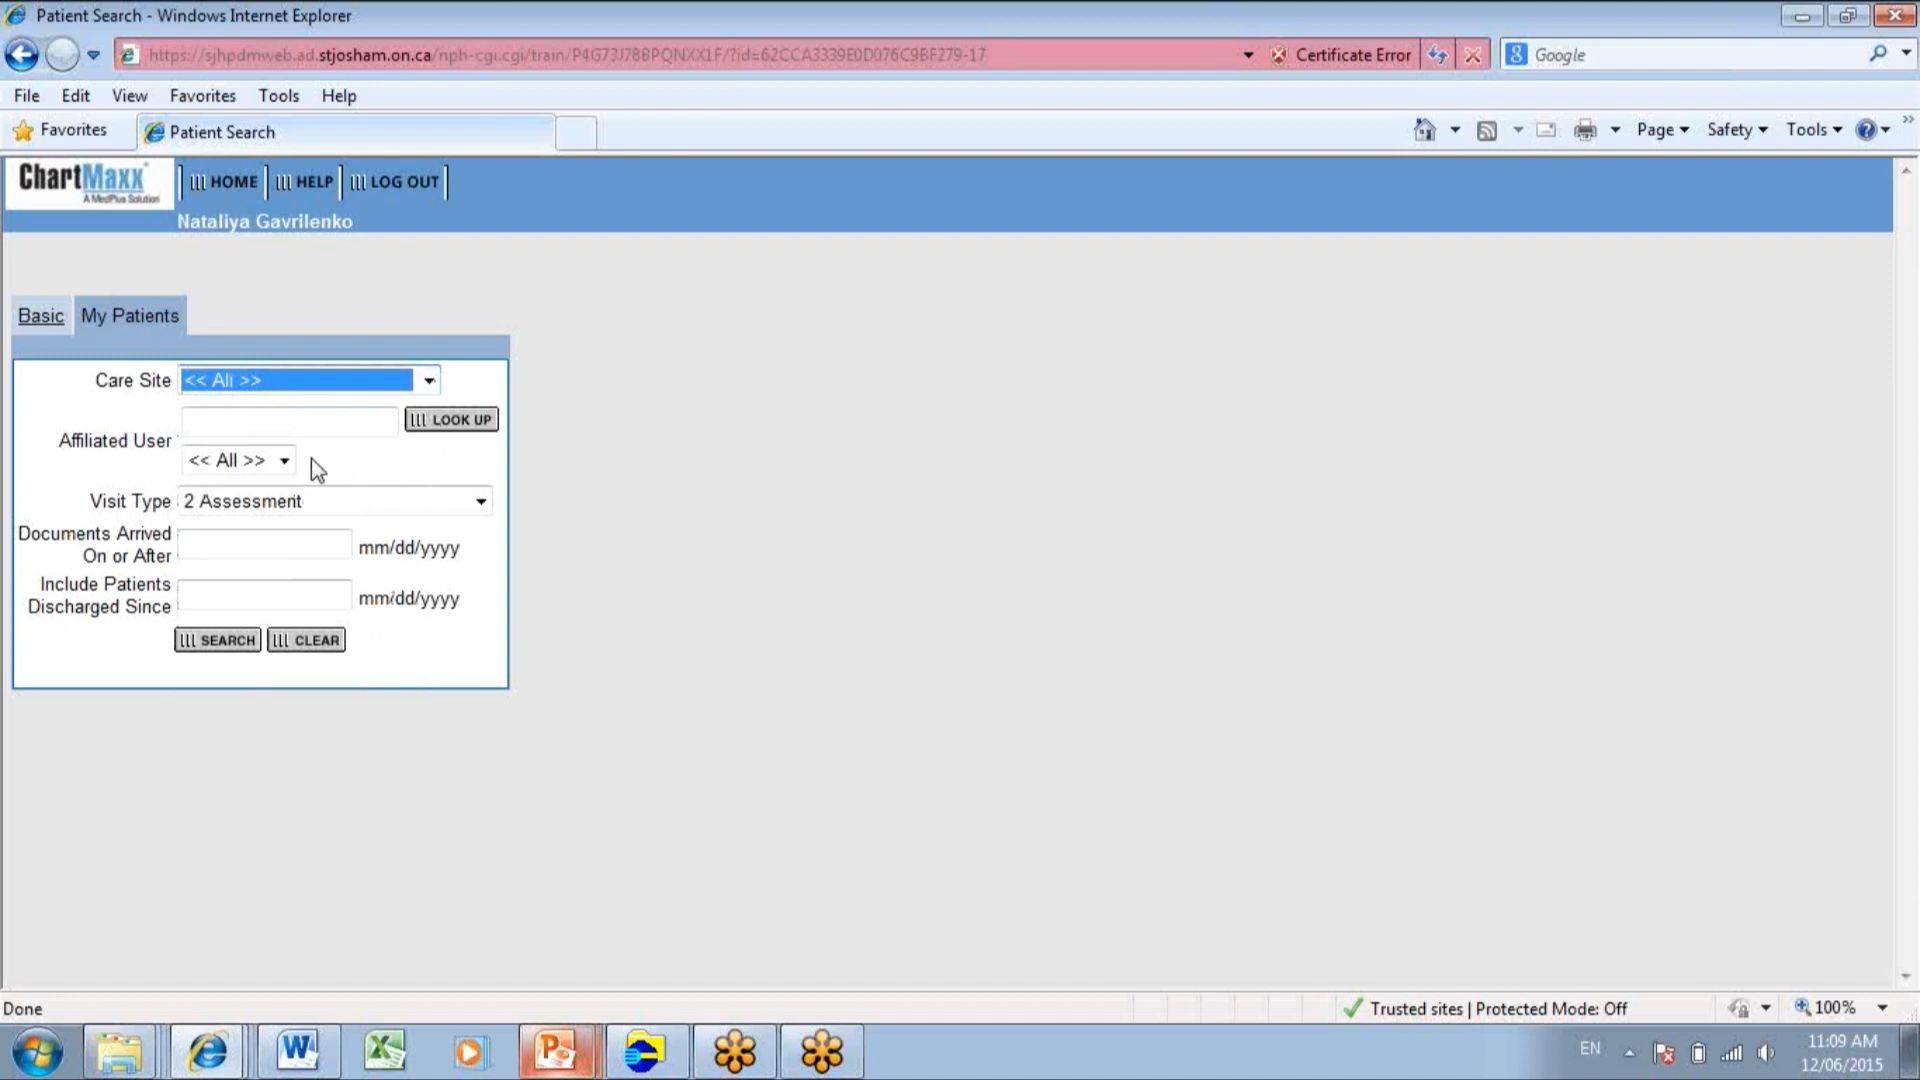 Patient Search - Windows Internet Explorer
https://sjhpdmweb.ad.stjosham.on.ca/nph-cgi.cgi/train/P4G73J788PQNXX1F/?id=62CCA3339E0D076C9BF279-17
Certificate Error
Google
File Edit View Favorites Tools Help
Favorites
Patient Search
Page Safety Tools
ChartMaxx
A MedPlus Solution
HOME HELP LOG OUT
Nataliya Gavrilenko
Basic My Patients
Care Site << All >>
LOOK UP
Affiliated User
<< All >>
Visit Type 2 Assessment
Documents Arrived On or After mm/dd/yyyy
Include Patients Discharged Since mm/dd/yyyy
SEARCH CLEAR
Done
Trusted sites | Protected Mode: Off
100%
EN
11:09 AM
12/06/2015